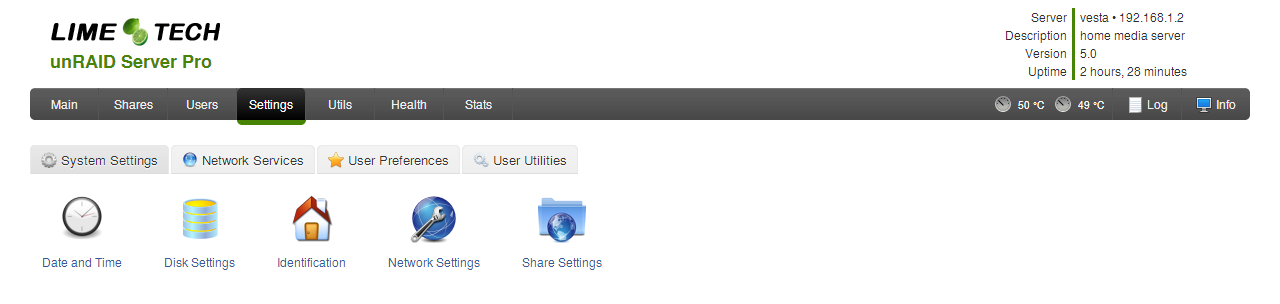 LIME TECH
unRAID Server Pro
Server vesta • 192.168.1.2
Description home media server
Version 5.0
Uptime 2 hours, 28 minutes
Main Shares Users Settings Utils Health Stats 50 °C 49 °C Log Info
System Settings Network Services User Preferences User Utilities
Date and Time Disk Settings Identification Network Settings Share Settings